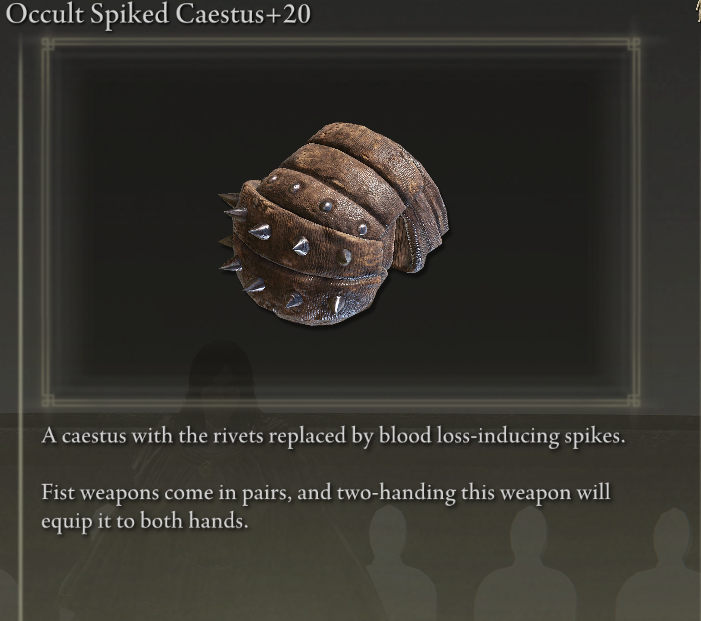 Occult Spiked Caestus+20
A caestus with the rivets replaced by blood loss-inducing spikes.
Fist weapons come in pairs, and two-handing this weapon will
equip it to both hands.